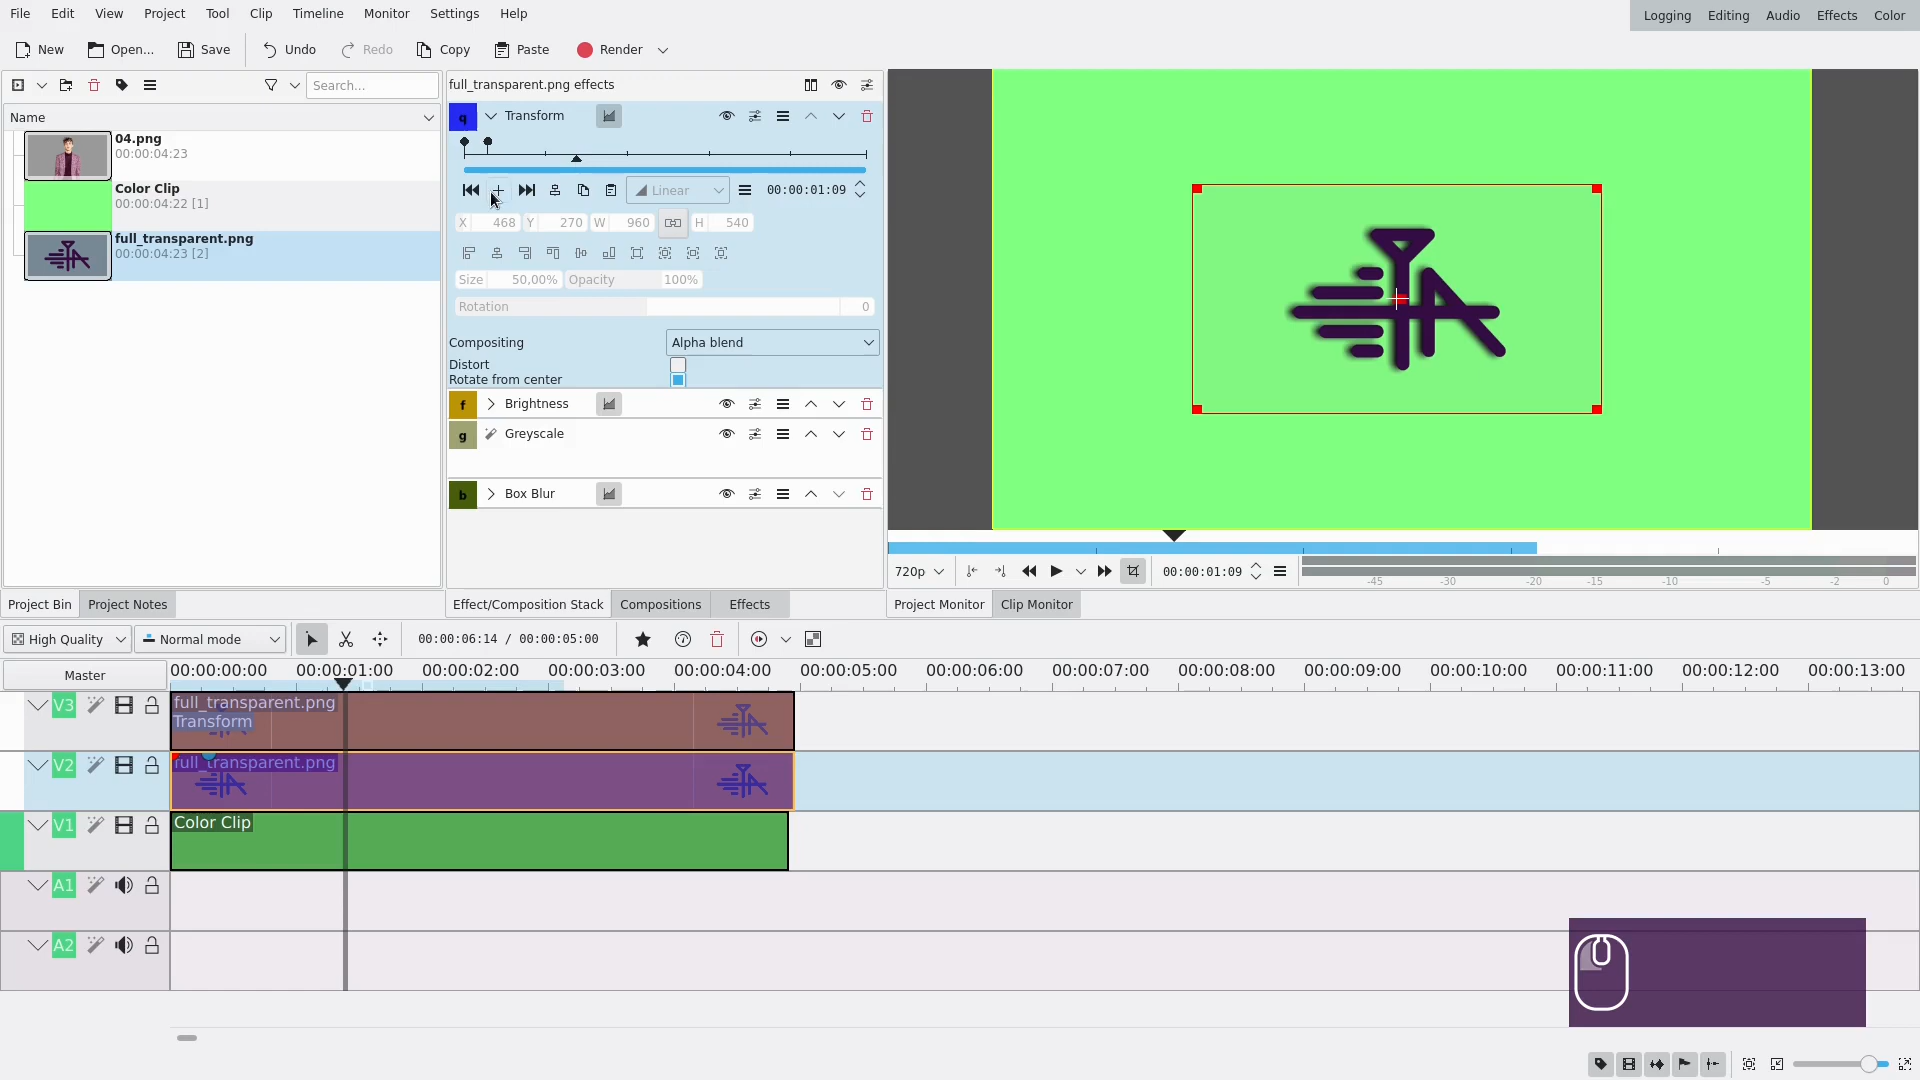 File Edit View Project Tool Clip Timeline Monitor Settings Help
Logging Editing Audio Effects Color
New Open... Save Undo Redo Copy Paste Render
Search...
full_transparent.png effects
Name
q Transform
04.png
00:00:04:23
Color Clip
00:00:04:22 [1]
Linear 00:00:01:09
full_transparent.png
00:00:04:23 [2]
X 468 Y 270 W 960 H 540
Size 50,00% Opacity 100%
Rotation 0
Compositing Alpha blend
Distort
Rotate from center
f Brightness
g Greyscale
b Box Blur
720p 00:00:01:09
-45 -30 -20 -15 -10 -5 -2 0
Project Bin Project Notes Effect/Composition Stack Compositions Effects Project Monitor Clip Monitor
High Quality Normal mode 00:00:06:14 / 00:00:05:00
Master 00:00:00:00 00:00:01:00 00:00:02:00 00:00:03:00 00:00:04:00 00:00:05:00 00:00:06:00 00:00:07:00 00:00:08:00 00:00:09:00 00:00:10:00 00:00:11:00 00:00:12:00 00:00:13:00
V3 full_transparent.png
Transform
V2 full_transparent.png
V1 Color Clip
A1
A2